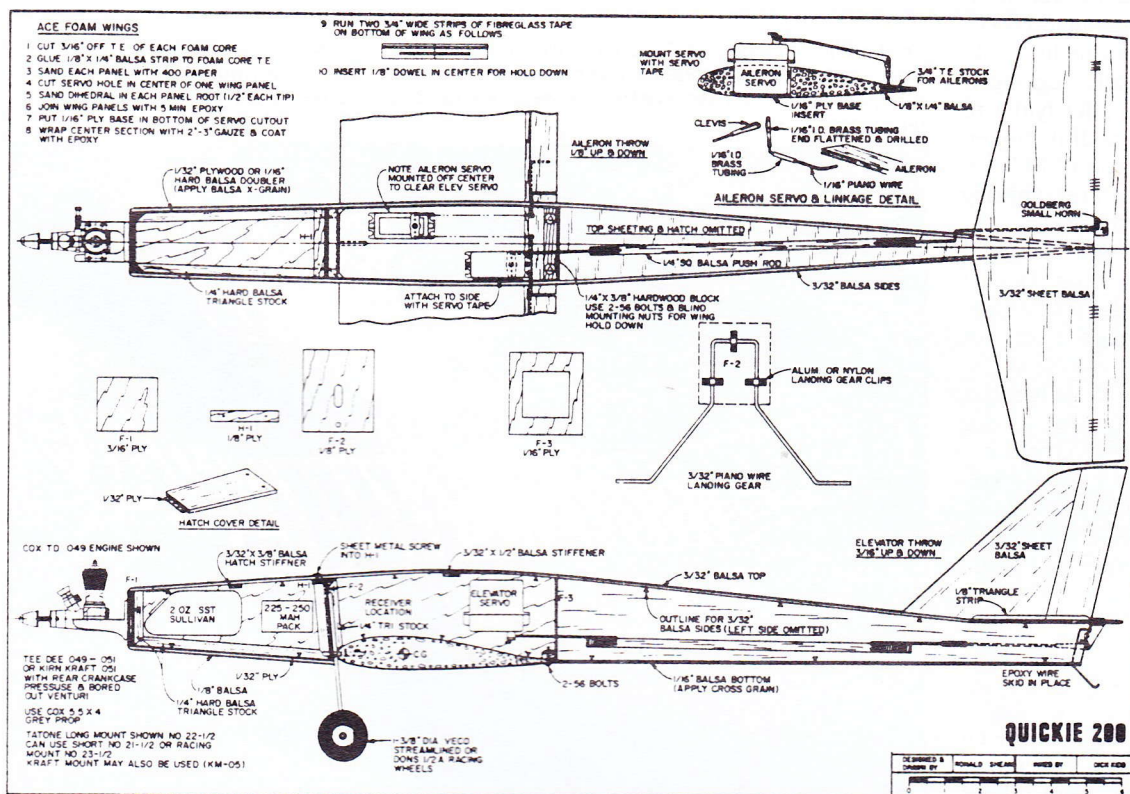 ACE FOAM WINGS
1 CUT 3/16" OFF T.E. OF EACH FOAM CORE
2 GLUE 1/8" X 1/4" BALSA STRIP TO FOAM CORE T.E.
3 SAND EACH PANEL WITH 400 PAPER
4 CUT SERVO HOLE IN CENTER OF ONE WING PANEL
5 SAND DIHEDRAL IN EACH PANEL ROOT (1/2" EACH TIP)
6 JOIN WING PANELS WITH 5 MIN EPOXY
7 PUT 1/16" PLY BASE IN BOTTOM OF SERVO CUTOUT
8 WRAP CENTER SECTION WITH 2"-3" GAUZE & COAT
WITH EPOXY
9 RUN TWO 3/4" WIDE STRIPS OF FIBREGLASS TAPE
ON BOTTOM OF WING AS FOLLOWS
10 INSERT 1/8" DOWEL IN CENTER FOR HOLD DOWN
MOUNT SERVO
WITH SERVO
TAPE
AILERON
SERVO
3/4" T.E. STOCK
FOR AILERONS
1/16" PLY BASE
INSERT
1/8" X 1/4" BALSA
CLEVIS
1/16" I.D. BRASS TUBING
END FLATTENED & DRILLED
1/16" I.D.
BRASS
TUBING
AILERON
1/16" PIANO WIRE
AILERON SERVO & LINKAGE DETAIL
1/32" PLYWOOD OR 1/16"
HARD BALSA DOUBLER
(APPLY BALSA X-GRAIN)
NOTE AILERON SERVO
MOUNTED OFF CENTER
TO CLEAR ELEV SERVO
AILERON THROW
1/8" UP & DOWN
GOLDBERG
SMALL HORN
H-1
TOP SHEETING & HATCH OMITTED
1/4" SQ BALSA PUSH ROD
1/4" HARD BALSA
TRIANGLE STOCK
ATTACH TO SIDE
WITH SERVO TAPE
1/4" X 3/8" HARDWOOD BLOCK
USE 2-56 BOLTS & BLIND
MOUNTING NUTS FOR WING
HOLD DOWN
3/32" BALSA SIDES
3/32" SHEET BALSA
F-1
3/16" PLY
H-1
1/8" PLY
F-2
1/8" PLY
F-3
1/16" PLY
F-2
ALUM. OR NYLON
LANDING GEAR CLIPS
3/32" PIANO WIRE
LANDING GEAR
1/32" PLY
HATCH COVER DETAIL
COX TD 049 ENGINE SHOWN
F-1
3/32" X 3/8" BALSA
HATCH STIFFNER
SHEET METAL SCREW
INTO H-1
3/32" X 1/2" BALSA STIFFENER
3/32" BALSA TOP
ELEVATOR THROW
3/16" UP & DOWN
3/32" SHEET
BALSA
1/8" TRIANGLE
STRIP
H-1
F-2
2 OZ SST
SULLIVAN
225-250
MAH
PACK
RECEIVER
LOCATION
1/4" TRI STOCK
ELEVATOR
SERVO
F-3
OUTLINE FOR 3/32"
BALSA SIDES (LEFT SIDE OMITTED)
C.G.
TEE DEE 049 - 051
OR KIRN KRAFT 051
WITH REAR CRANKCASE
PRESSUSE & BORED
OUT VENTURI
USE COX 5.5 X 4
GREY PROP
1/32" PLY
1/8" BALSA
1/4" HARD BALSA
TRIANGLE STOCK
2-56 BOLTS
1/16" BALSA BOTTOM
(APPLY CROSS GRAIN)
EPOXY WIRE
SKID IN PLACE
TATONE LONG MOUNT SHOWN NO 22-1/2
CAN USE SHORT NO 21-1/2 OR RACING
MOUNT NO 23-1/2
KRAFT MOUNT MAY ALSO BE USED (KM-05)
1-3/8" DIA VECO
STREAMLINED OR
DONS 1/2A RACING
WHEELS
QUICKIE 200
DESIGNED &
DRAWN BY
RONALD SHEAR
INKED BY
DICK
0 1 2 3 4 5 6